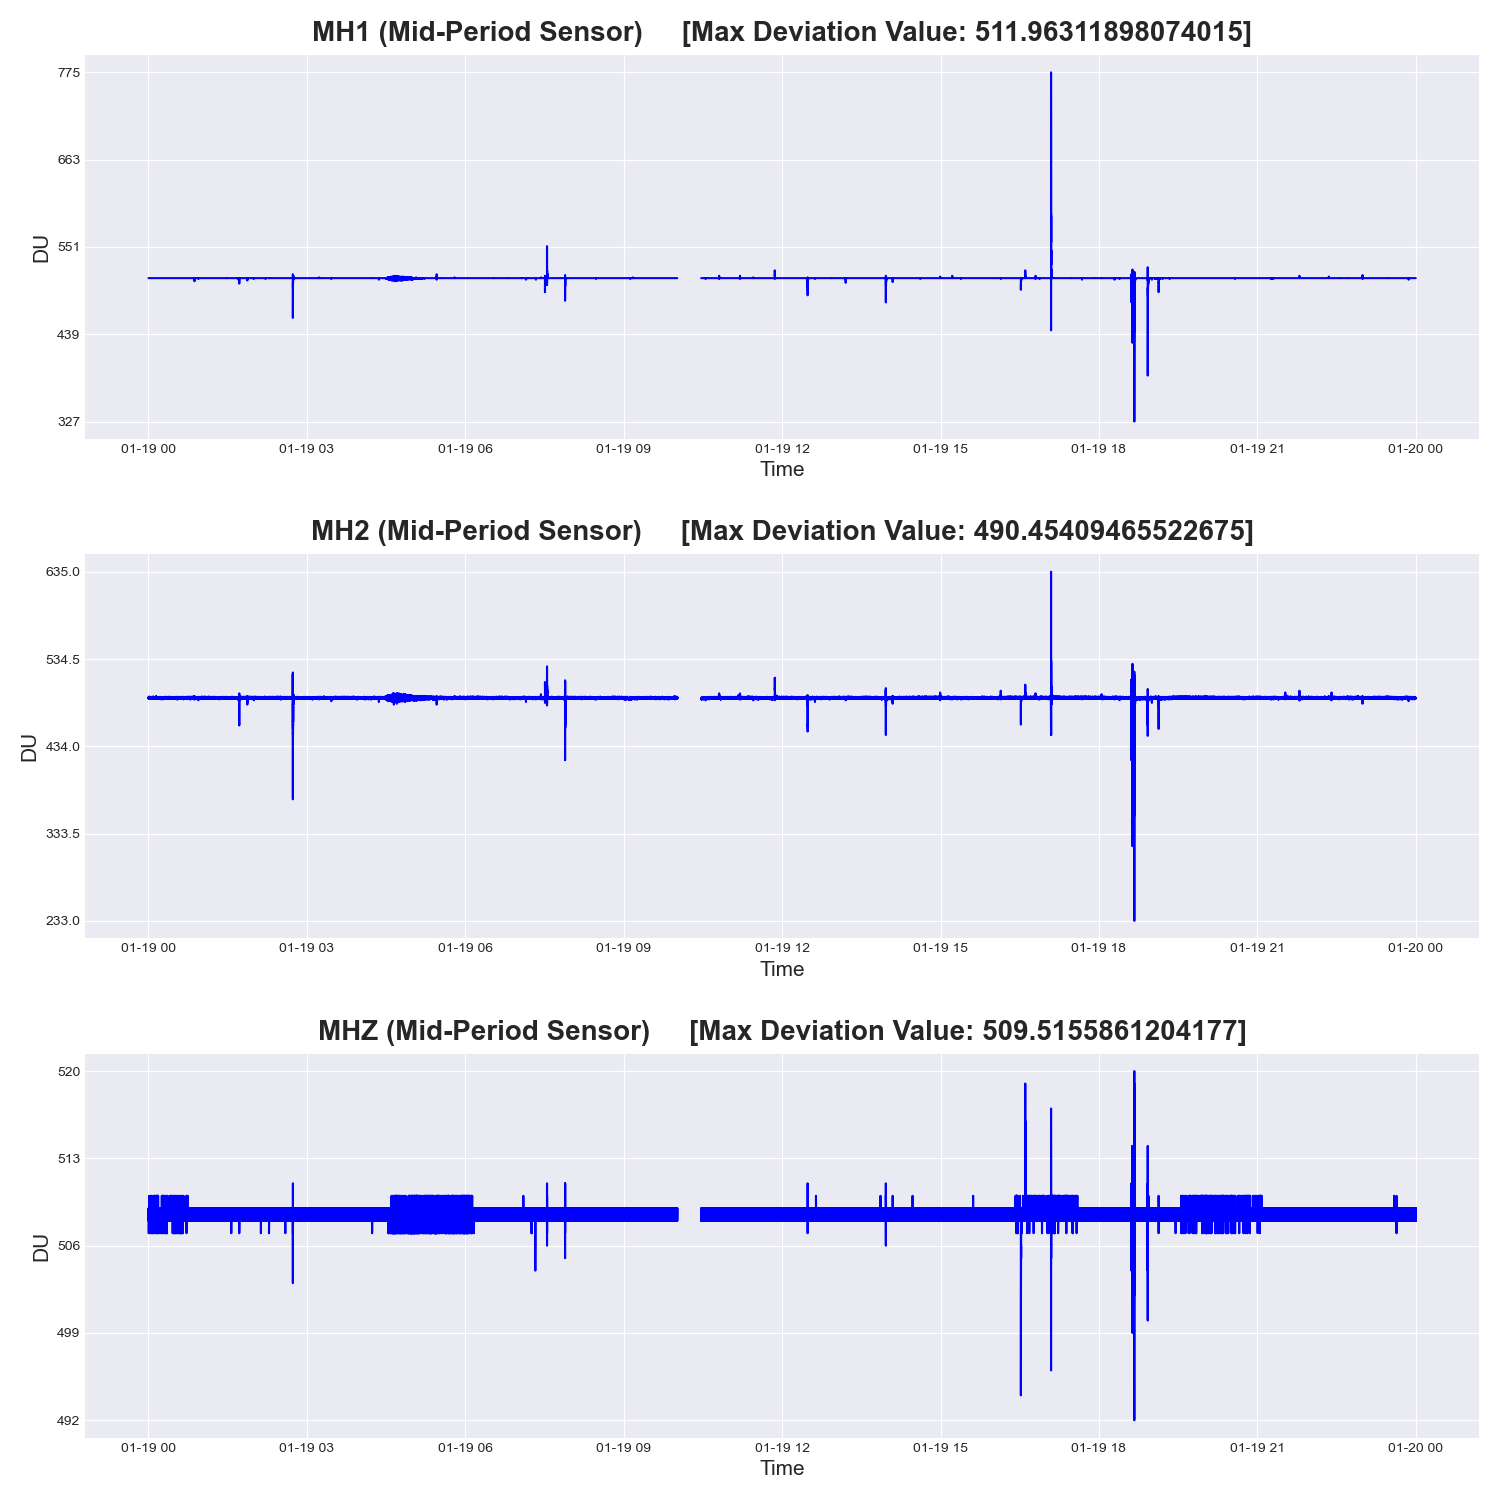 MH1 (Mid-Period Sensor) [Max Deviation Value: 511.96311898074015]
775
663
551
439
327
DU
01-19 00 01-19 03 01-19 06 01-19 09 01-19 12 01-19 15 01-19 18 01-19 21 01-20 00
Time
MH2 (Mid-Period Sensor) [Max Deviation Value: 490.45409465522675]
635.0
534.5
434.0
333.5
233.0
DU
01-19 00 01-19 03 01-19 06 01-19 09 01-19 12 01-19 15 01-19 18 01-19 21 01-20 00
Time
MHZ (Mid-Period Sensor) [Max Deviation Value: 509.5155861204177]
520
513
506
499
492
DU
01-19 00 01-19 03 01-19 06 01-19 09 01-19 12 01-19 15 01-19 18 01-19 21 01-20 00
Time